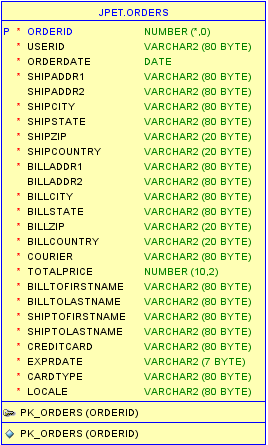 JPET.ORDERS
P * ORDERID NUMBER (*,0)
* USERID VARCHAR2 (80 BYTE)
* ORDERDATE DATE
* SHIPADDR1 VARCHAR2 (80 BYTE)
SHIPADDR2 VARCHAR2 (80 BYTE)
* SHIPCITY VARCHAR2 (80 BYTE)
* SHIPSTATE VARCHAR2 (80 BYTE)
* SHIPZIP VARCHAR2 (20 BYTE)
* SHIPCOUNTRY VARCHAR2 (20 BYTE)
* BILLADDR1 VARCHAR2 (80 BYTE)
BILLADDR2 VARCHAR2 (80 BYTE)
* BILLCITY VARCHAR2 (80 BYTE)
* BILLSTATE VARCHAR2 (80 BYTE)
* BILLZIP VARCHAR2 (20 BYTE)
* BILLCOUNTRY VARCHAR2 (20 BYTE)
* COURIER VARCHAR2 (80 BYTE)
* TOTALPRICE NUMBER (10,2)
* BILLTOFIRSTNAME VARCHAR2 (80 BYTE)
* BILLTOLASTNAME VARCHAR2 (80 BYTE)
* SHIPTOFIRSTNAME VARCHAR2 (80 BYTE)
* SHIPTOLASTNAME VARCHAR2 (80 BYTE)
* CREDITCARD VARCHAR2 (80 BYTE)
* EXPRDATE VARCHAR2 (7 BYTE)
* CARDTYPE VARCHAR2 (80 BYTE)
* LOCALE VARCHAR2 (80 BYTE)
PK_ORDERS (ORDERID)
PK_ORDERS (ORDERID)